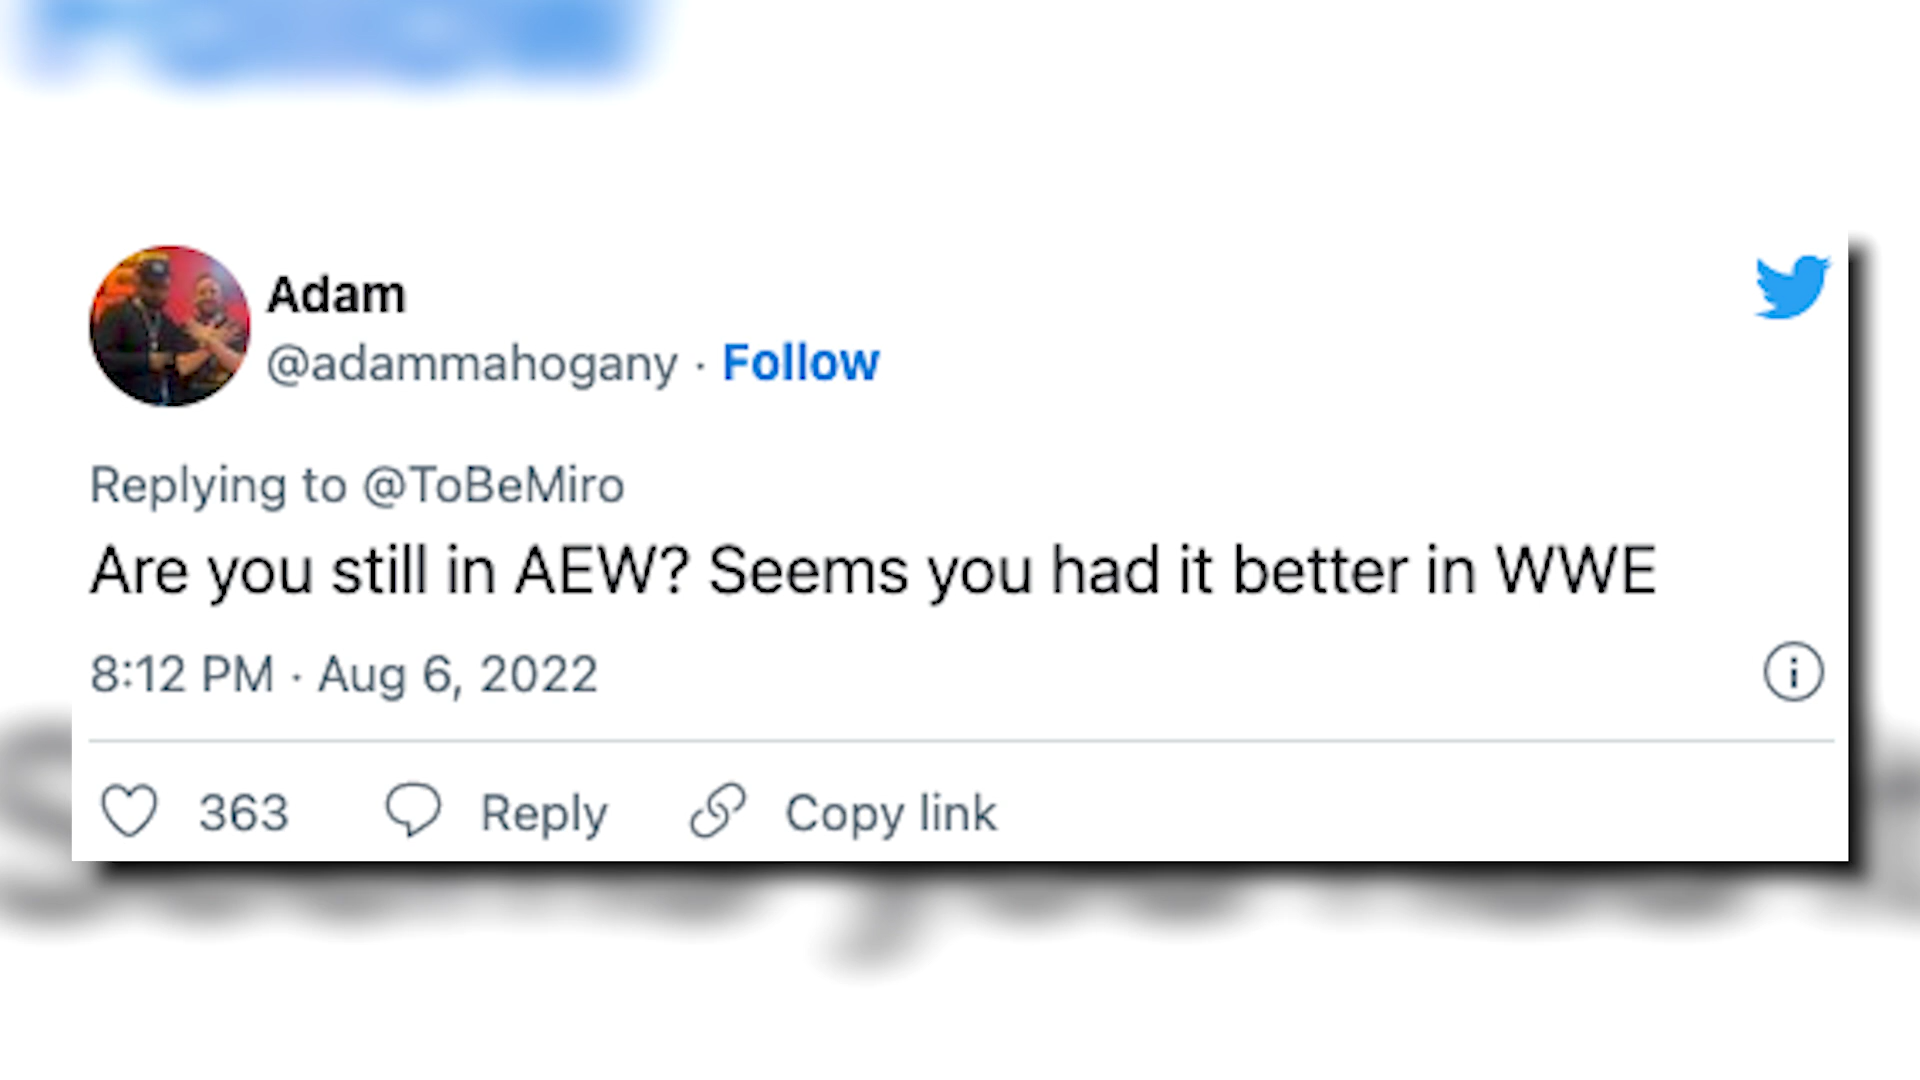 Adam
@adammahogany · Follow
Replying to @ToBeMiro
Are you still in AEW? Seems you had it better in WWE
8:12 PM · Aug 6, 2022
363 Reply Copy link